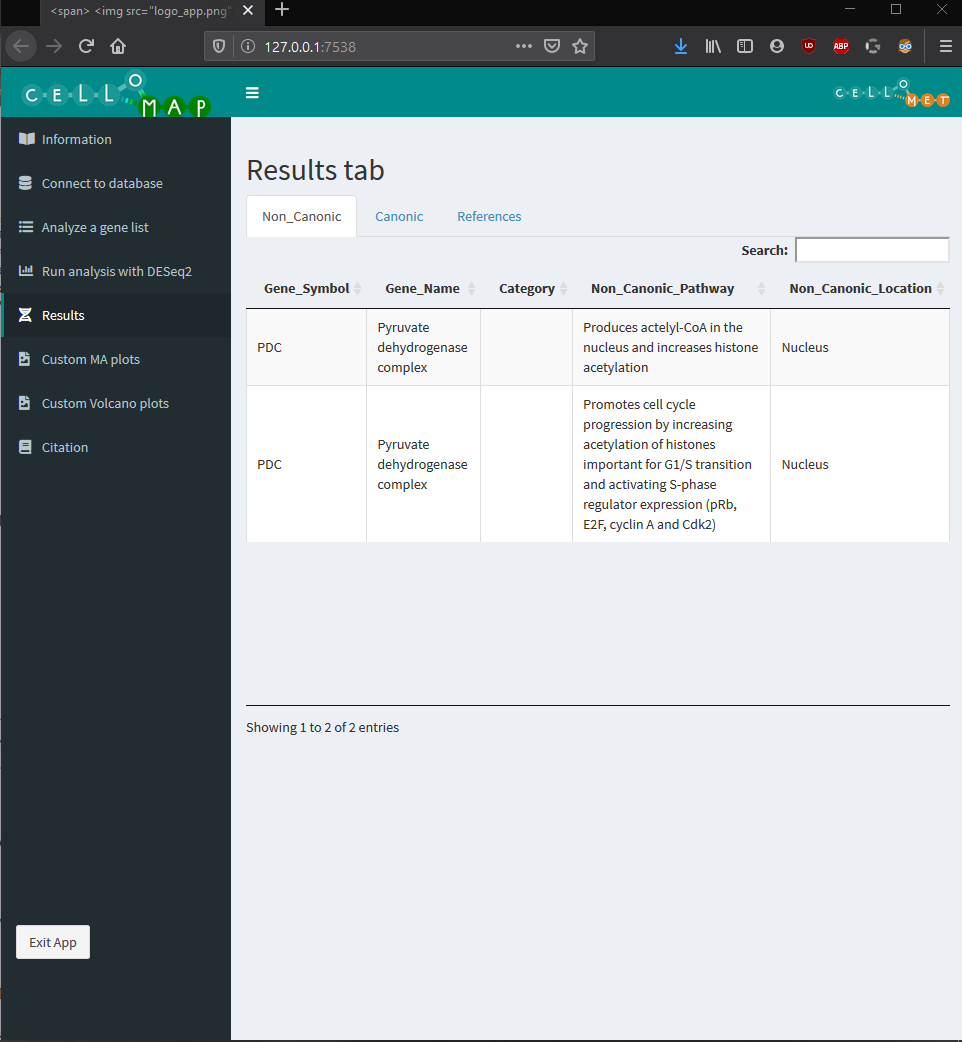 <span> <img src="logo_app.png"
127.0.0.1:7538
UD
ABP
CELLO
MAP
CELLO
MET
Information
Connect to database
Analyze a gene list
Run analysis with DESeq2
Results
Custom MA plots
Custom Volcano plots
Citation
Exit App
Results tab
Non_Canonic
Canonic
References
Search:
Gene_Symbol
Gene_Name
Category
Non_Canonic_Pathway
Non_Canonic_Location
PDC
Pyruvate
dehydrogenase
complex
Produces actelyl-CoA in the
nucleus and increases histone
acetylation
Nucleus
PDC
Pyruvate
dehydrogenase
complex
Promotes cell cycle
progression by increasing
acetylation of histones
important for G1/S transition
and activating S-phase
regulator expression (pRb,
E2F, cyclin A and Cdk2)
Nucleus
Showing 1 to 2 of 2 entries